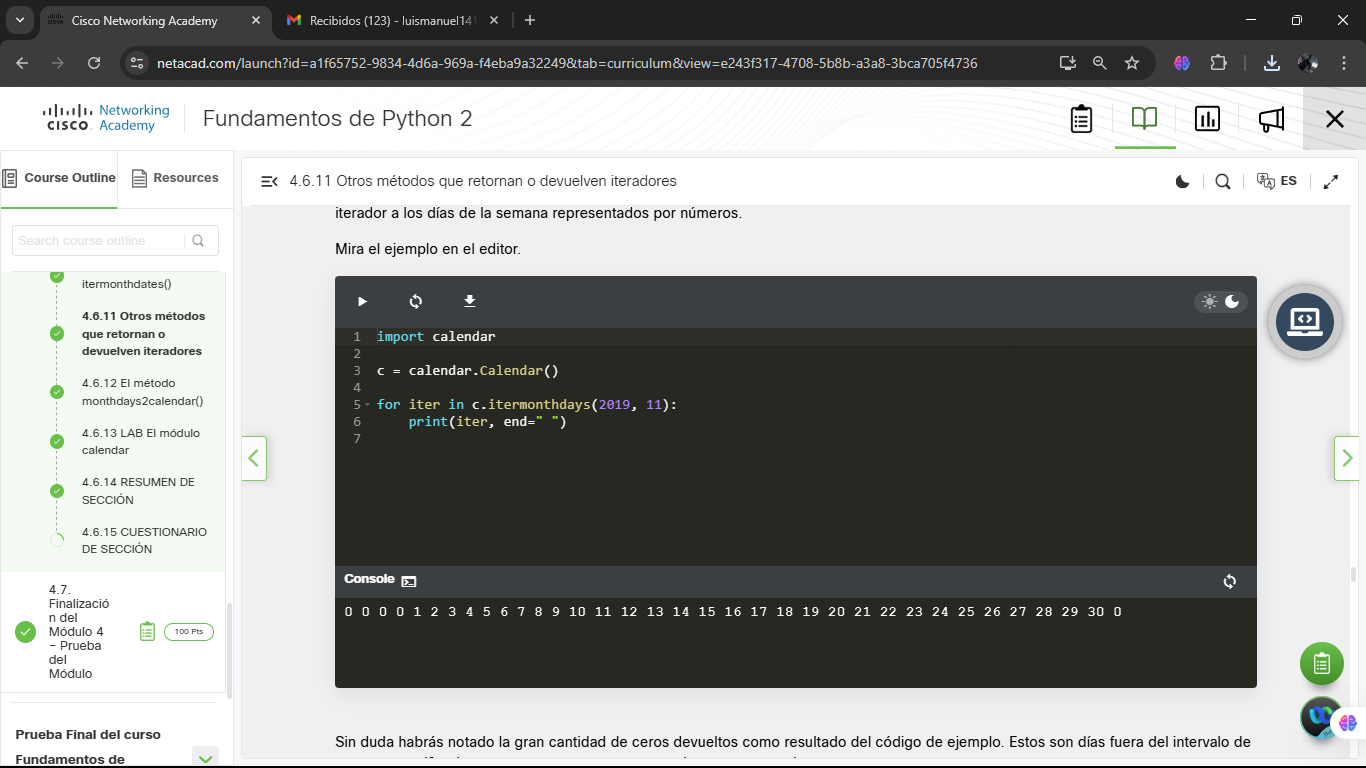 Cisco Networking Academy
Recibidos (123) - luismanuel141
netacad.com/launch?id=a1f65752-9834-4d6a-969a-f4eba9a32249&tab=curriculum&view=e243f317-4708-5b8b-a3a8-3bca705f4736
CISCO
Networking
Academy
Fundamentos de Python 2
Course Outline
Resources
Search course outline
itermonthdates()
4.6.11 Otros métodos
que retornan o
devuelven iteradores
4.6.12 El método
monthdays2calendar()
4.6.13 LAB El módulo
calendar
4.6.14 RESUMEN DE
SECCIÓN
4.6.15 CUESTIONARIO
DE SECCIÓN
4.7.
Finalizació
n del
Módulo 4
– Prueba
del
Módulo
100 Pts
Prueba Final del curso
Fundamentos de
4.6.11 Otros métodos que retornan o devuelven iteradores
ES
iterador a los días de la semana representados por números.
Mira el ejemplo en el editor.
1 import calendar
2
3 c = calendar.Calendar()
4
5 for iter in c.itermonthdays(2019, 11):
6     print(iter, end=" ")
7
Console
0 0 0 0 1 2 3 4 5 6 7 8 9 10 11 12 13 14 15 16 17 18 19 20 21 22 23 24 25 26 27 28 29 30 0
Sin duda habrás notado la gran cantidad de ceros devueltos como resultado del código de ejemplo. Estos son días fuera del intervalo de